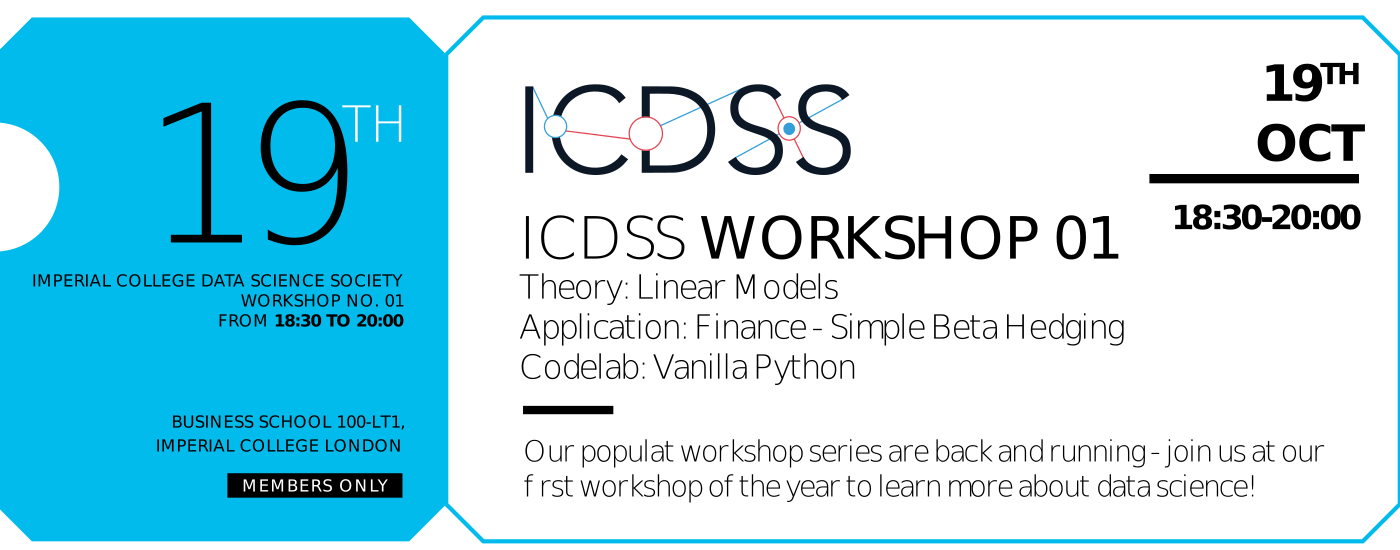 19TH
IMPERIAL COLLEGE DATA SCIENCE SOCIETY
WORKSHOP NO. 01
FROM 18:30 TO 20:00
BUSINESS SCHOOL 100-LT1,
IMPERIAL COLLEGE LONDON
MEMBERS ONLY
ICDSS
19TH
OCT
18:30-20:00
ICDSS WORKSHOP 01
Theory: Linear Models
Application: Finance - Simple Beta Hedging
Codelab: Vanilla Python
Our populat workshop series are back and running - join us at our
f rst workshop of the year to learn more about data science!